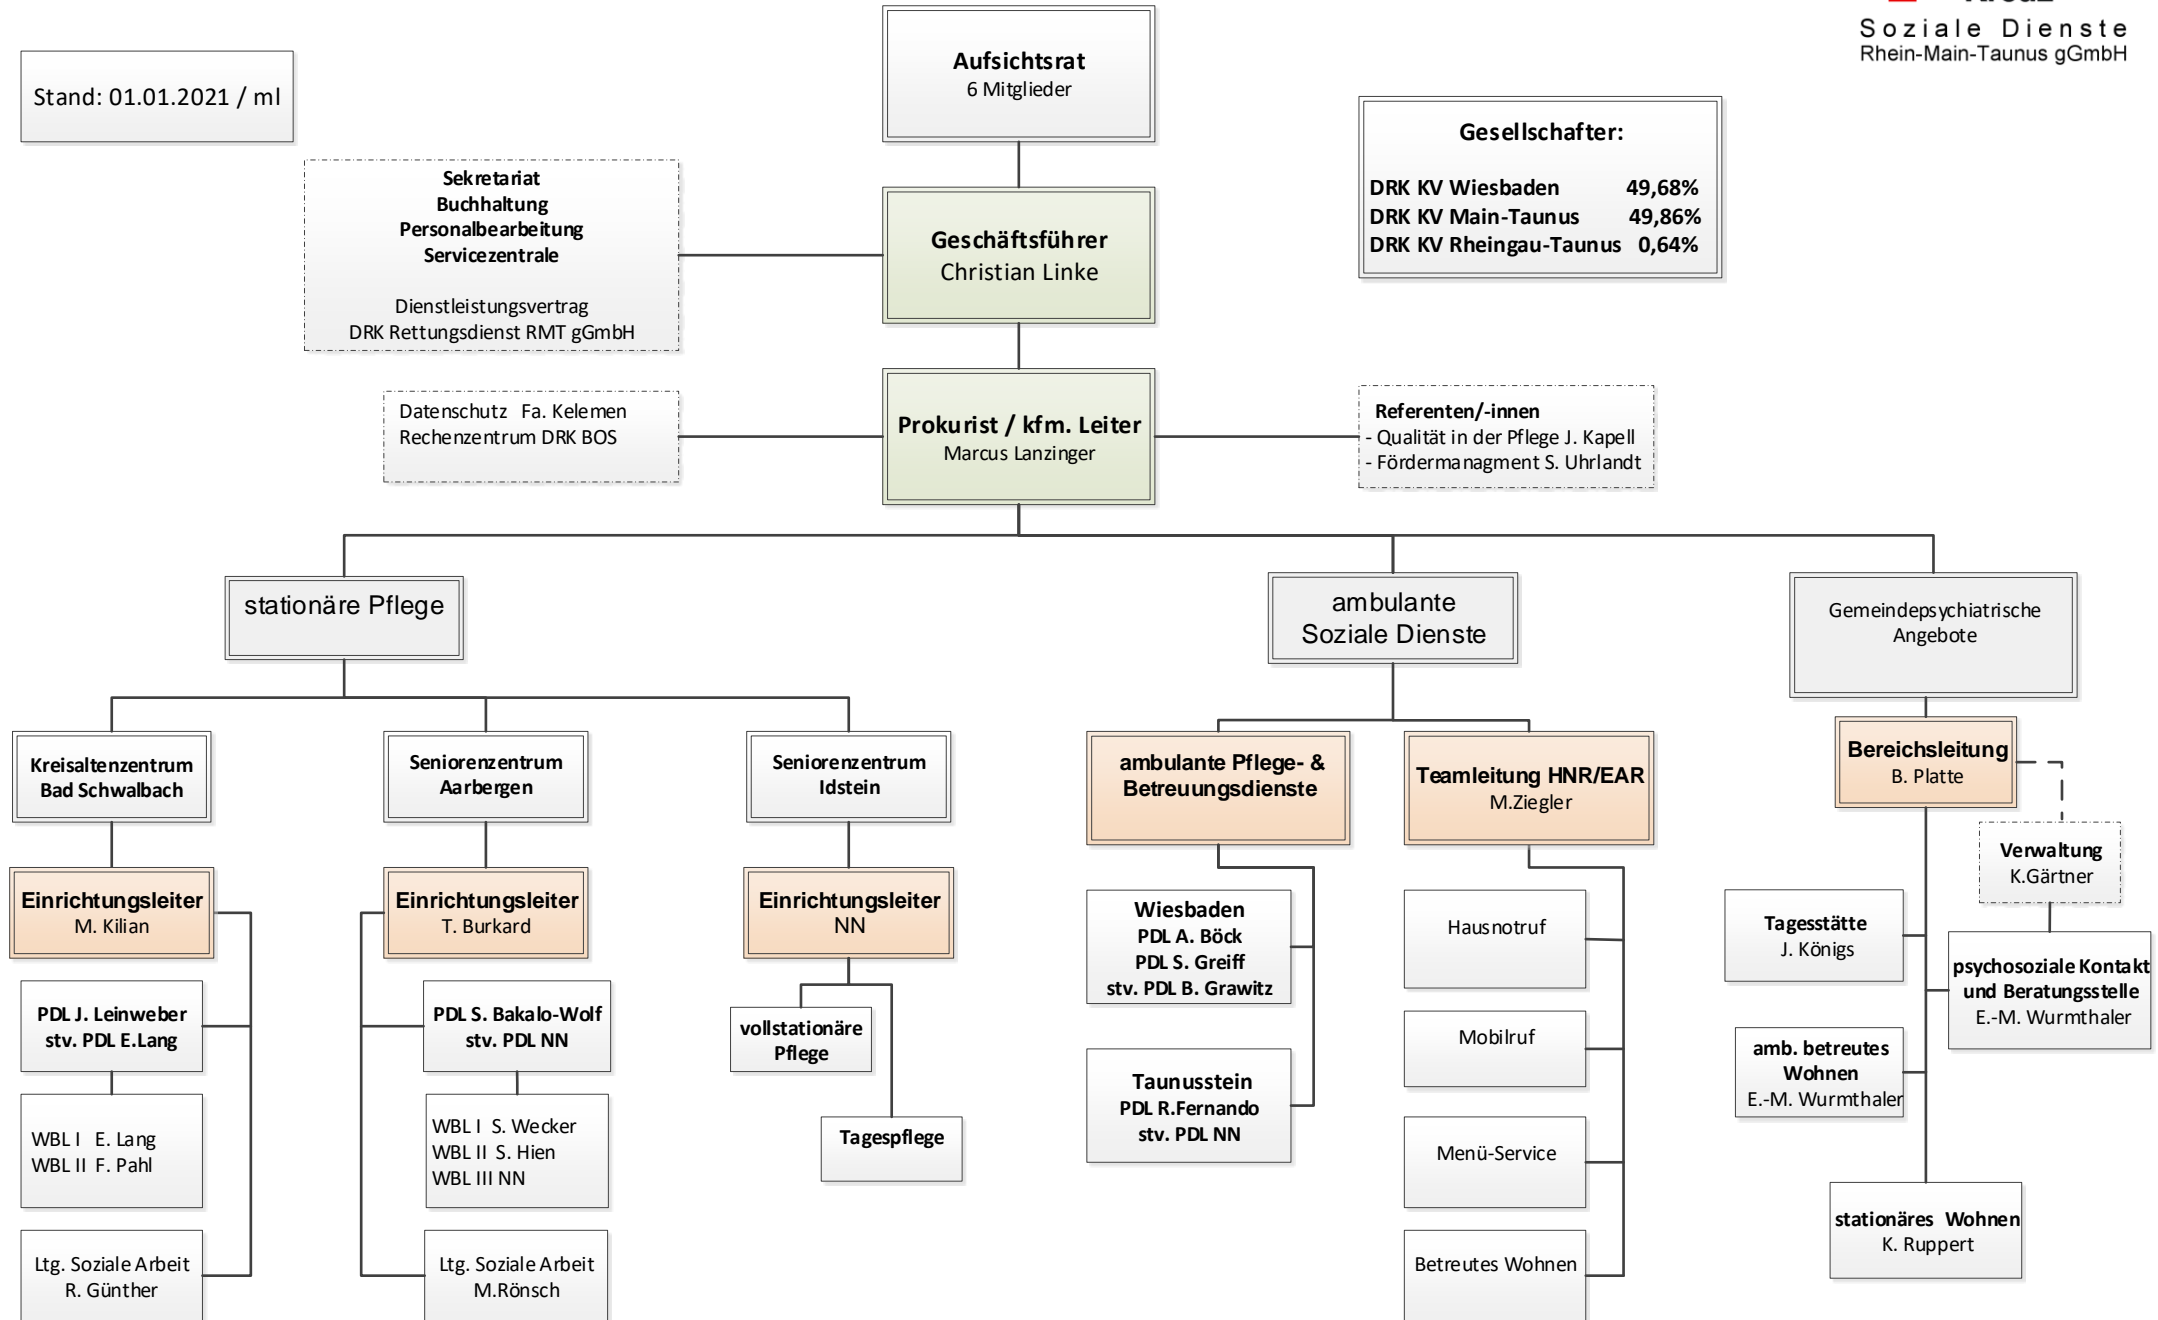 Soziale Dienste
Rhein-Main-Taunus gGmbH
Stand: 01.01.2021 / ml
Aufsichtsrat
6 Mitglieder
Gesellschafter:
DRK KV Wiesbaden 49,68%
DRK KV Main-Taunus 49,86%
DRK KV Rheingau-Taunus 0,64%
Sekretariat
Buchhaltung
Personalbearbeitung
Servicezentrale
Dienstleistungsvertrag
DRK Rettungsdienst RMT gGmbH
Geschäftsführer
Christian Linke
Datenschutz Fa. Kelemen
Rechenzentrum DRK BOS
Prokurist / kfm. Leiter
Marcus Lanzinger
Referenten/-innen
- Qualität in der Pflege J. Kapell
- Fördermanagment S. Uhrlandt
stationäre Pflege
ambulante
Soziale Dienste
Gemeindepsychiatrische
Angebote
Kreisaltenzentrum
Bad Schwalbach
Seniorenzentrum
Aarbergen
Seniorenzentrum
Idstein
ambulante Pflege- &
Betreuungsdienste
Teamleitung HNR/EAR
M.Ziegler
Bereichsleitung
B. Platte
Verwaltung
K.Gärtner
Einrichtungsleiter
M. Kilian
Einrichtungsleiter
T. Burkard
Einrichtungsleiter
NN
Wiesbaden
PDL A. Böck
PDL S. Greiff
stv. PDL B. Grawitz
Hausnotruf
Tagesstätte
J. Königs
psychosoziale Kontakt
und Beratungsstelle
E.-M. Wurmthaler
PDL J. Leinweber
stv. PDL E.Lang
PDL S. Bakalo-Wolf
stv. PDL NN
vollstationäre
Pflege
Mobilruf
amb. betreutes
Wohnen
E.-M. Wurmthaler
Taunusstein
PDL R.Fernando
stv. PDL NN
WBL I E. Lang
WBL II F. Pahl
WBL I S. Wecker
WBL II S. Hien
WBL III NN
Tagespflege
Menü-Service
stationäres Wohnen
K. Ruppert
Ltg. Soziale Arbeit
R. Günther
Ltg. Soziale Arbeit
M.Rönsch
Betreutes Wohnen